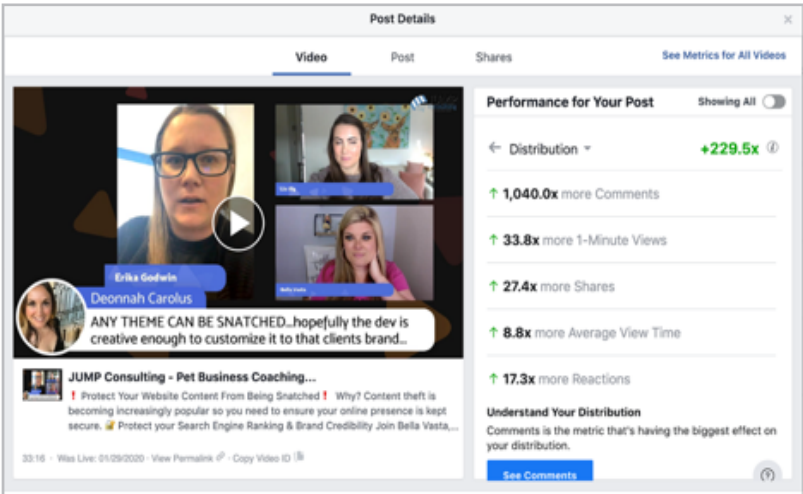 Post Details
Video
Post
Shares
See Metrics for All Videos
Erika Godwin
Bella Vasta
Deonnah Carolus
ANY THEME CAN BE SNATCHED...hopefully the dev is
creative enough to customize it to that clients brand...
JUMP Consulting - Pet Business Coaching...
❗ Protect Your Website Content From Being Snatched ❗ Why? Content theft is
becoming increasingly popular so you need to ensure your online presence is kept
secure. 📝 Protect your Search Engine Ranking & Brand Credibility Join Bella Vasta,...
33:16 · Was Live: 01/29/2020 · View Permalink · Copy Video ID
Performance for Your Post
Showing All
Distribution
+229.5x
↑ 1,040.0x more Comments
↑ 33.8x more 1-Minute Views
↑ 27.4x more Shares
↑ 8.8x more Average View Time
↑ 17.3x more Reactions
Understand Your Distribution
Comments is the metric that's having the biggest effect on
your distribution.
See Comments